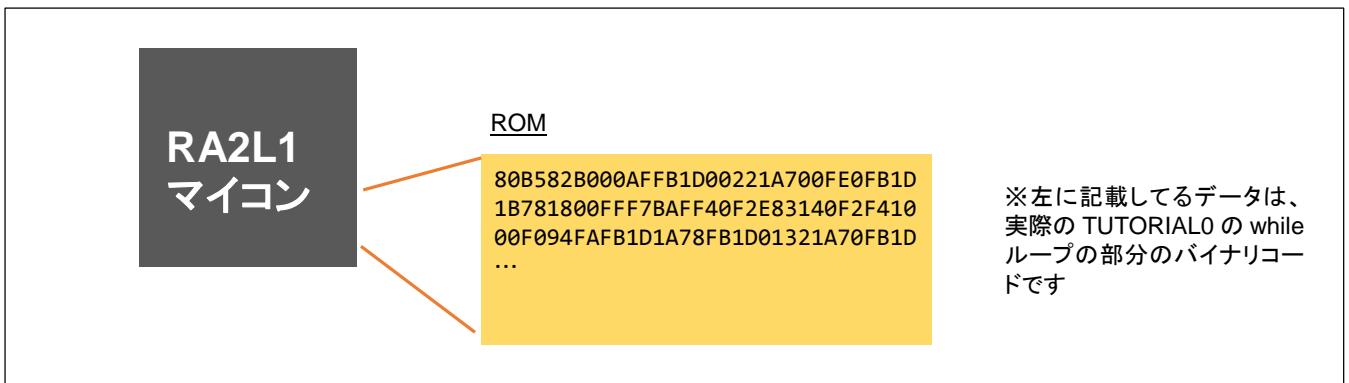 RA2L1
マイコン
ROM
80B582B000AFFB1D00221A700FE0FB1D
1B781800FFF7BAFF40F2E83140F2F410
00F094FAFB1D1A78FB1D01321A70FB1D
…
※左に記載してるデータは、
実際の TUTORIAL0 の while
ループの部分のバイナリコー
ドです